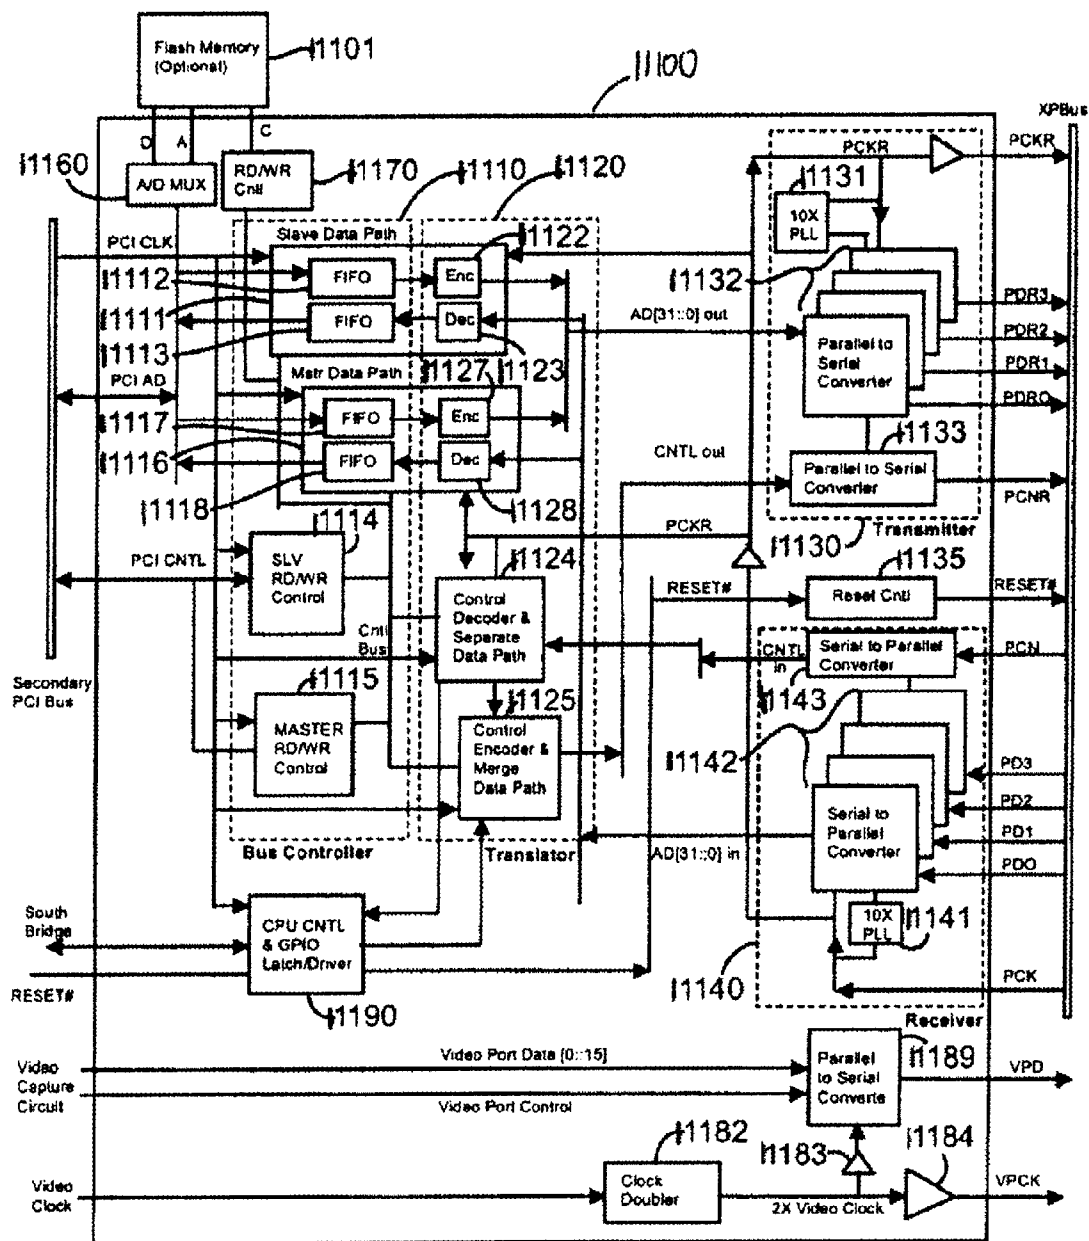 Flash Memory
(Optional)
11101
11100
XPBus
D
A
C
PCKR
PCKR
11160
A/D MUX
RD/WR
Cntl
11170
11110
11120
11131
10X
PLL
PCI CLK
Slave Data Path
11122
11112
FIFO
Enc
11132
11111
FIFO
Dec
AD[31::0] out
PDR3
PDR2
PDR1
PDR0
11113
Mstr Data Path
11127
11123
Parallel to
Serial
Converter
PCI AD
11117
FIFO
Enc
11133
11116
FIFO
Dec
CNTL out
Parallel to Serial
Converter
PCNR
11118
11114
11128
PCKR
Transmitter
11130
PCI CNTL
SLV
RD/WR
Control
11124
11135
Control
Decoder &
Separate
Data Path
RESET#
Reset Cntl
RESET#
Cntl
Bus
CNTL
in
Serial to Parallel
Converter
PCN
Secondary
PCI Bus
11115
11125
11143
MASTER
RD/WR
Control
Control
Encoder &
Merge
Data Path
11142
PD3
PD2
PD1
PD0
Serial to
Parallel
Converter
Bus Controller
Translator
AD[31::0] in
South
Bridge
CPU CNTL
& GPIO
Latch/Driver
10X
PLL
11141
RESET#
11140
PCK
11190
Receiver
Video Port Data [0::15]
Parallel
to Serial
Converte
11189
VPD
Video
Capture
Circuit
Video Port Control
11182
11183
11184
Video
Clock
Clock
Doubler
2X Video Clock
VPCK